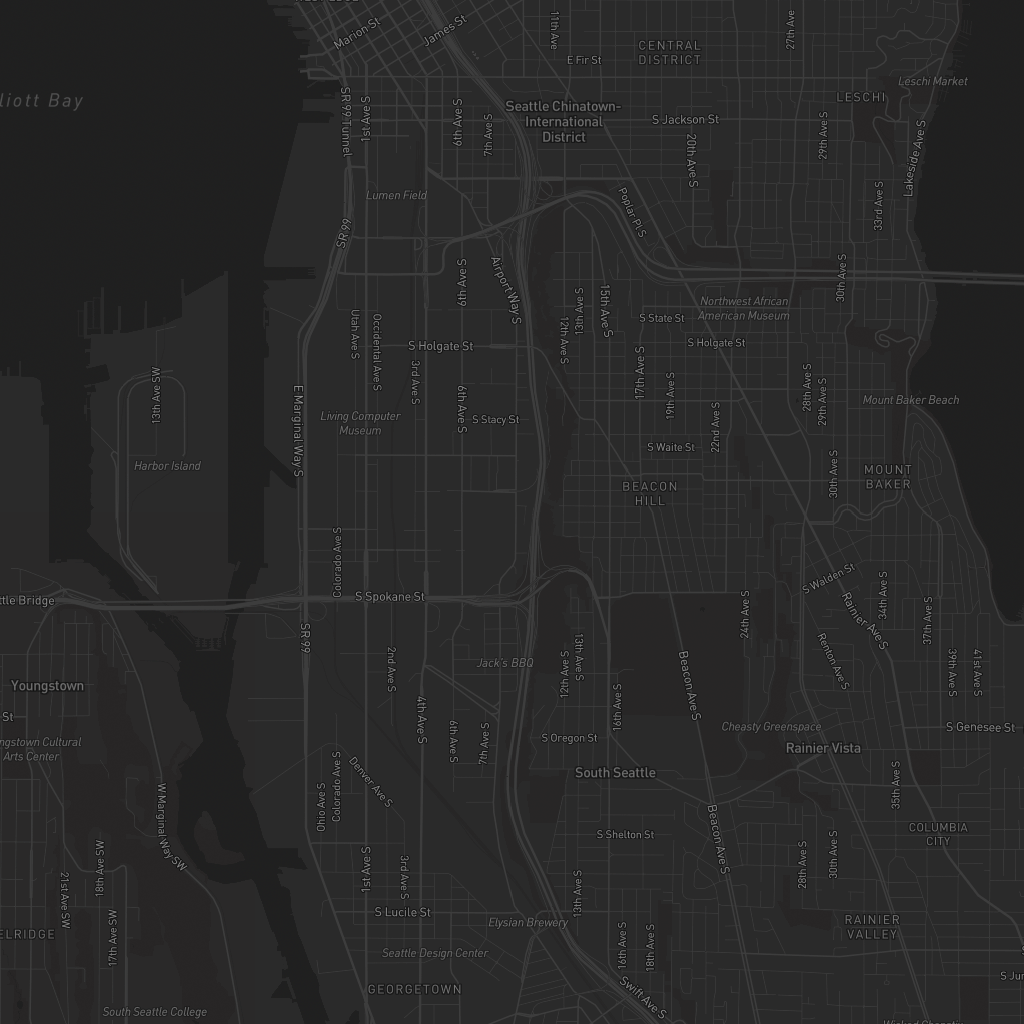 Marion St
James St
11th Ave
27th Ave
CENTRAL
DISTRICT
E Fir St
Leschi Market
LESCHI
lliott Bay
SR 99 Tunnel
1st Ave S
6th Ave S
7th Ave S
Seattle Chinatown-
International
District
S Jackson St
20th Ave S
29th Ave S
Lakeside Ave S
Lumen Field
33rd Ave S
Poplar Pl S
SR 99
6th Ave S
Airport Way S
30th Ave S
15th Ave S
13th Ave S
Northwest African
American Museum
S State St
Utah Ave S
Occidental Ave S
12th Ave S
S Holgate St
S Holgate St
3rd Ave S
17th Ave S
19th Ave S
28th Ave S
29th Ave S
13th Ave SW
6th Ave S
Mount Baker Beach
E Marginal Way S
Living Computer
Museum
S Stacy St
22nd Ave S
S Waite St
Harbor Island
30th Ave S
MOUNT
BAKER
BEACON
HILL
Colorado Ave S
S Walden St
34th Ave S
ttle Bridge
S Spokane St
24th Ave S
Rainier Ave S
37th Ave S
SR 99
13th Ave S
12th Ave S
Renton Ave S
39th Ave S
41st Ave S
Jack's BBQ
2nd Ave S
Beacon Ave S
Youngstown
16th Ave S
4th Ave S
6th Ave S
7th Ave S
St
Cheasty Greenspace
S Genesee St
S Oregon St
ngstown Cultural
Arts Center
Rainier Vista
South Seattle
Denver Ave S
Colorado Ave S
Ohio Ave S
35th Ave S
W Marginal Way SW
Beacon Ave S
S Shelton St
COLUMBIA
CITY
18th Ave SW
21st Ave SW
1st Ave S
3rd Ave S
28th Ave S
30th Ave S
13th Ave S
S Lucile St
Elysian Brewery
RAINIER
VALLEY
ELRIDGE
17th Ave SW
16th Ave S
18th Ave S
Seattle Design Center
GEORGETOWN
Swift Ave S
South Seattle College